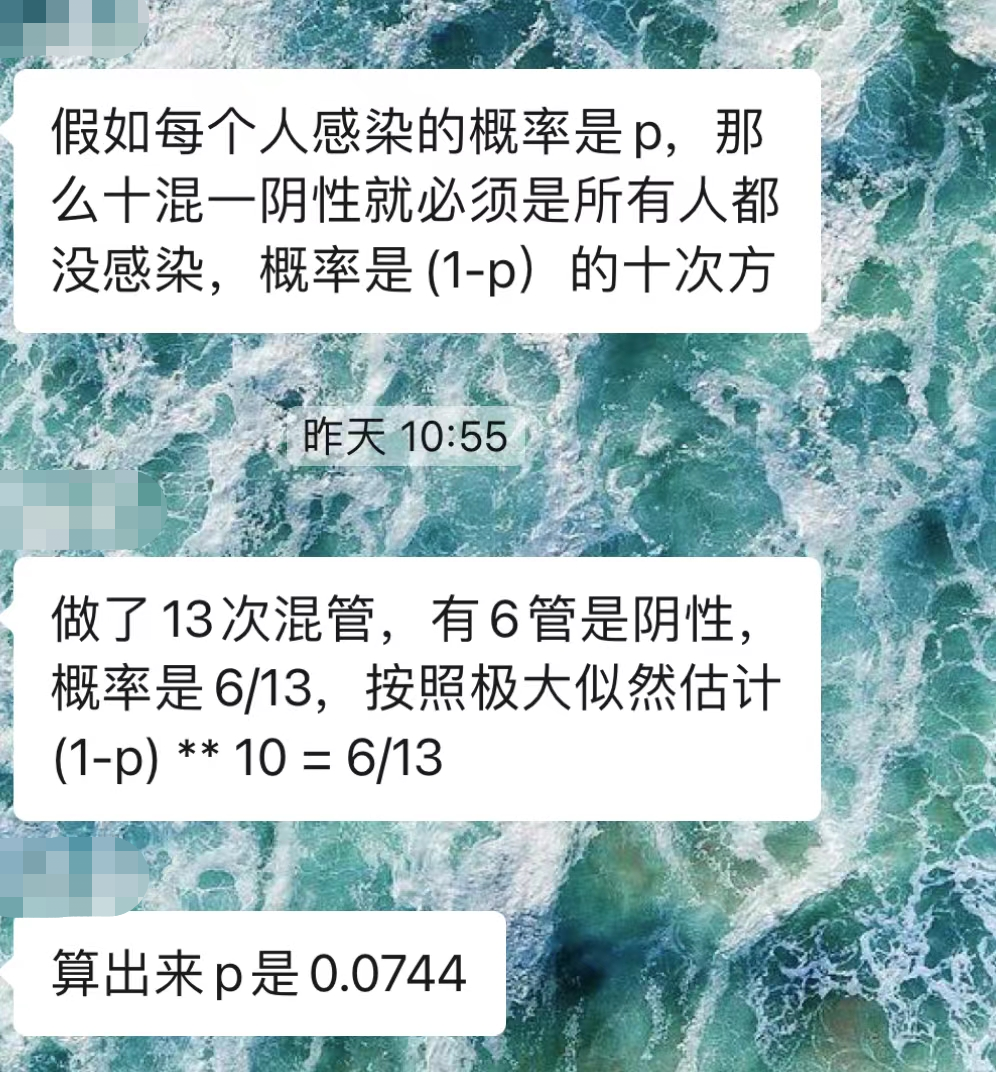 假如每个人感染的概率是p，那
么十混一阴性就必须是所有人都
没感染，概率是 (1-p）的十次方
昨天 10:55
做了13次混管，有6管是阴性，
概率是6/13，按照极大似然估计
(1-p) ** 10 = 6/13
算出来p是0.0744